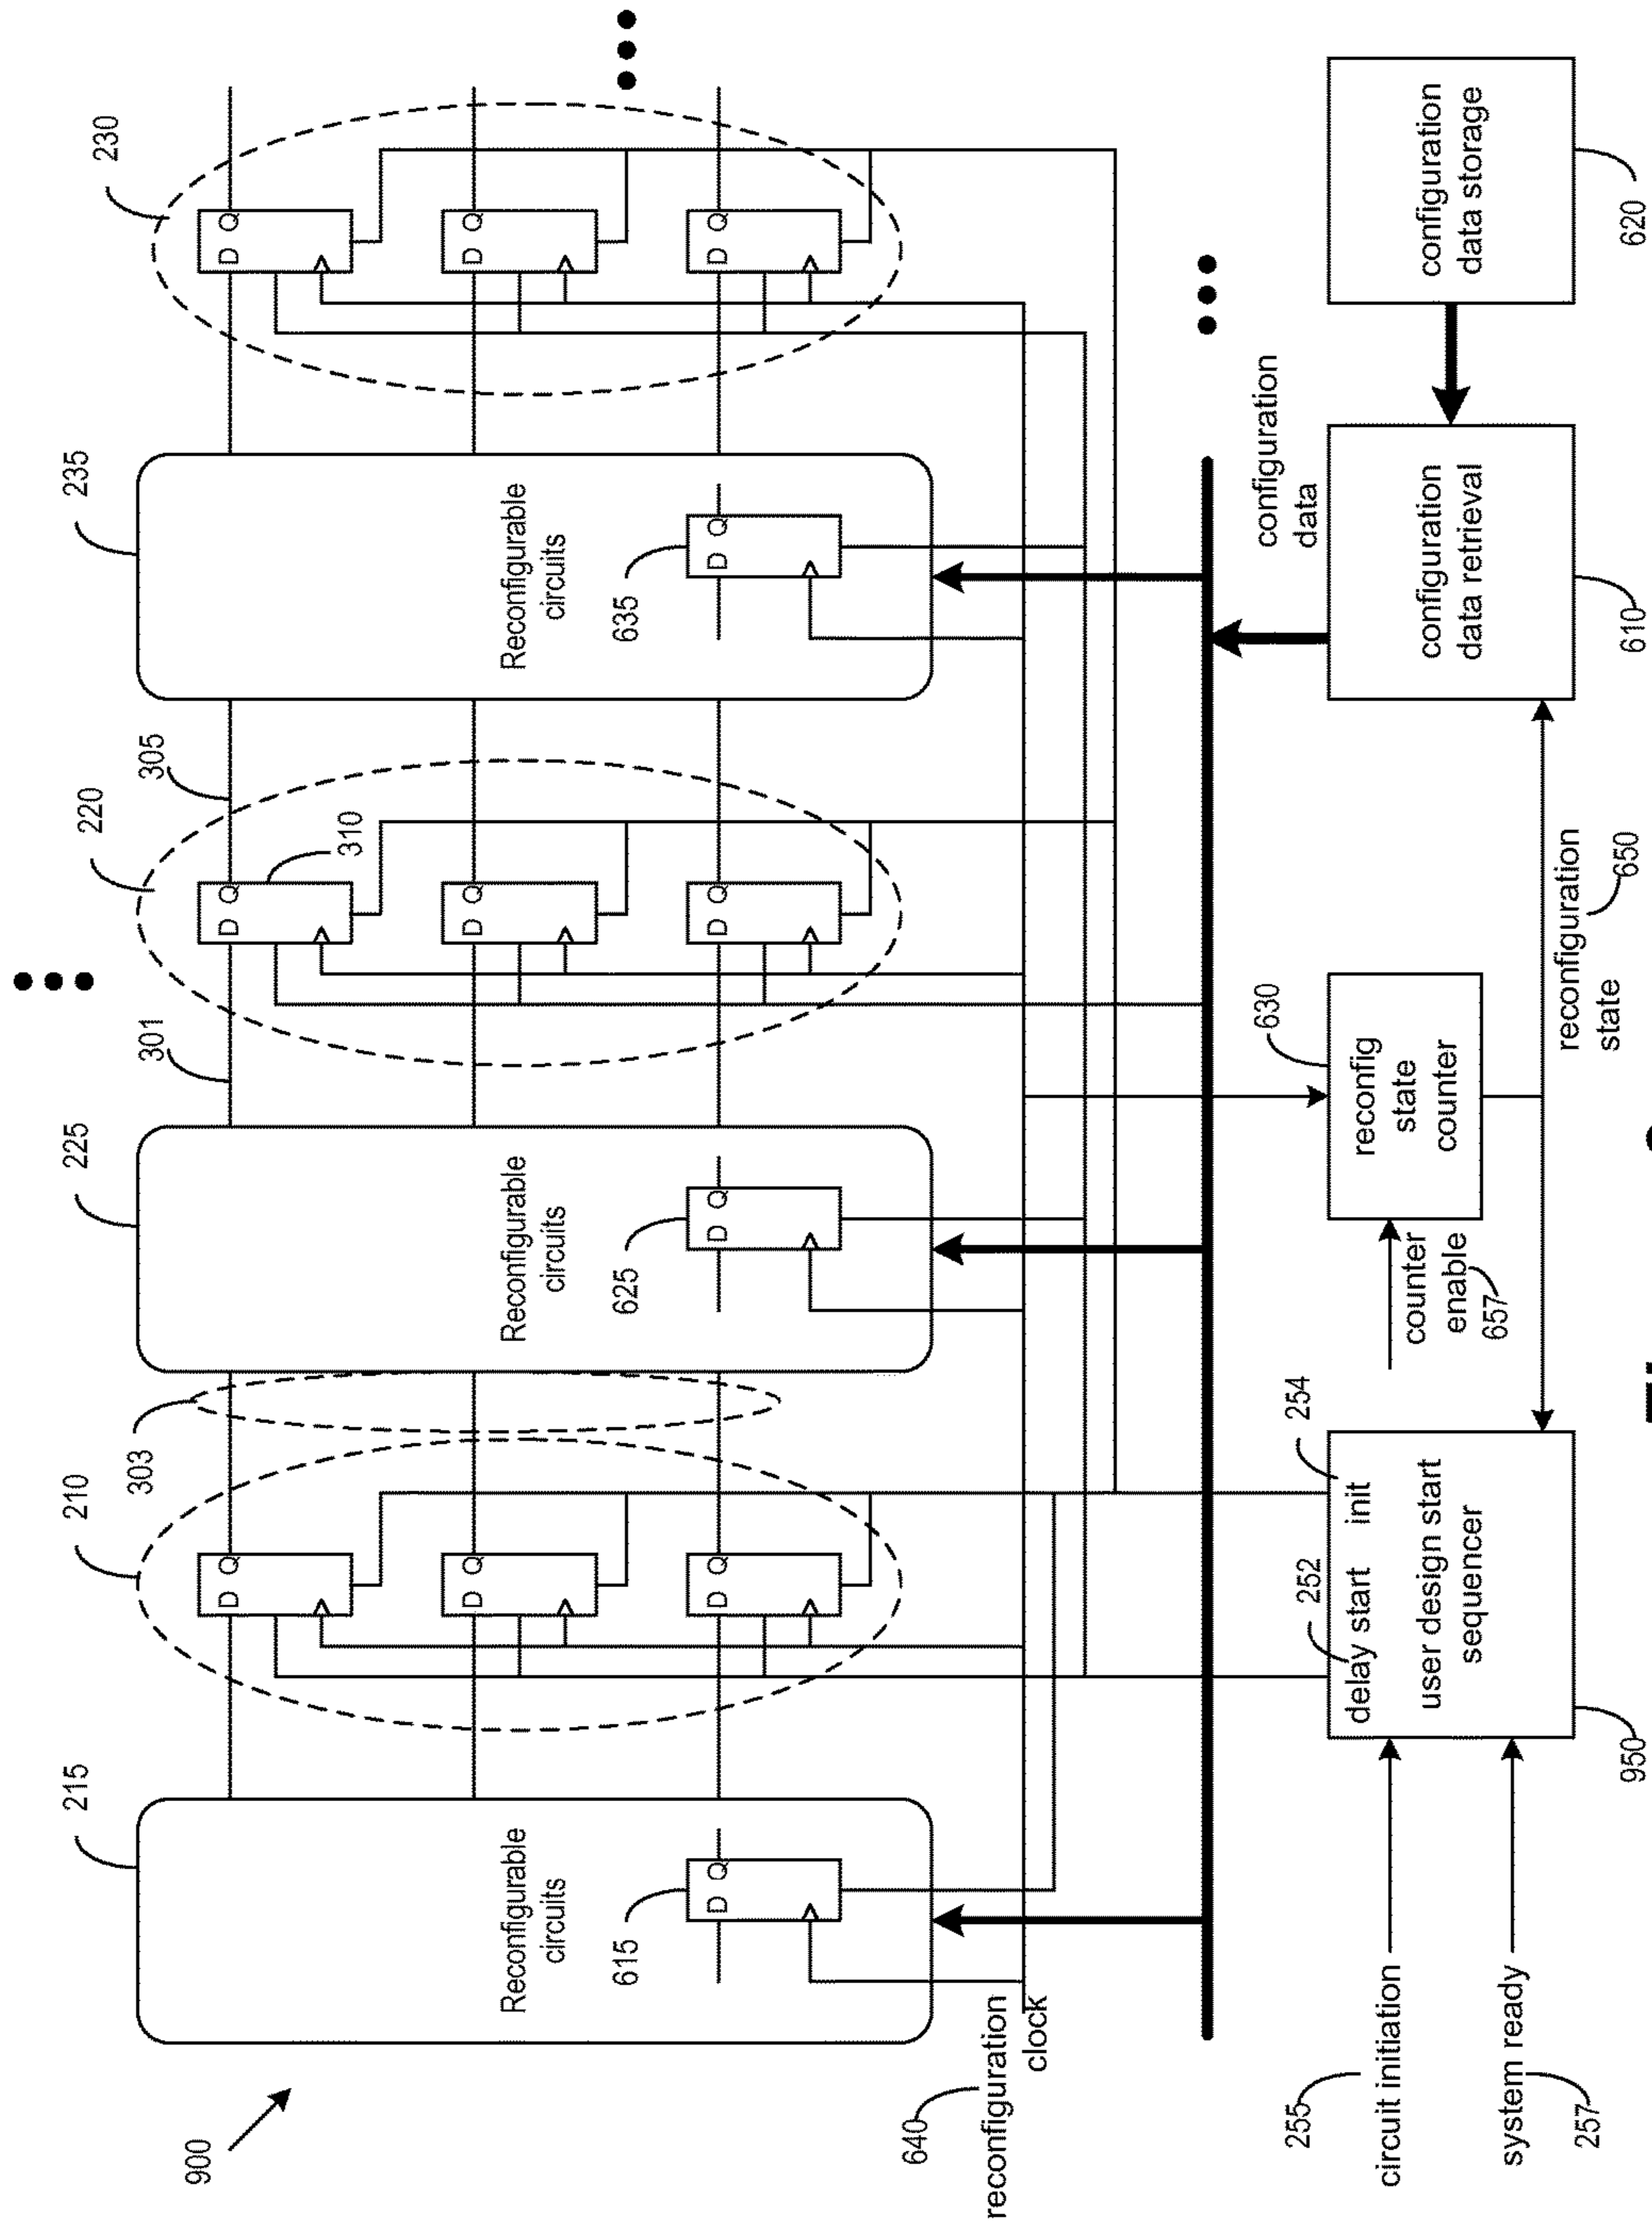 900
215
Reconfigurable
circuits
D Q
615
210
D Q
D Q
D Q
303
225
Reconfigurable
circuits
D Q
625
301
220
D Q
310
D Q
D Q
305
235
Reconfigurable
circuits
D Q
635
230
D Q
D Q
D Q
640
reconfiguration
clock
255
circuit initiation
system ready
257
252
254
delay start init
user design start
sequencer
950
counter
enable
657
630
reconfig
state
counter
reconfiguration
state
650
configuration
data
configuration
data retrieval
610
configuration
data storage
620